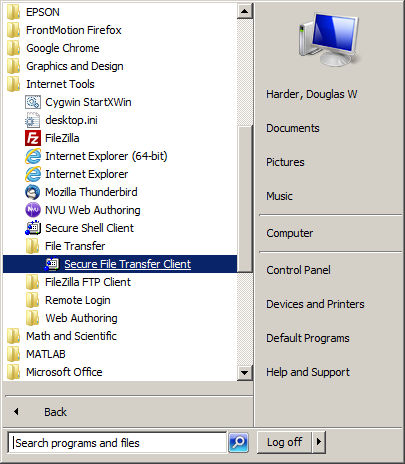 EPSON
FrontMotion Firefox
Google Chrome
Graphics and Design
Internet Tools
Cygwin StartXWin
desktop.ini
FileZilla
Internet Explorer (64-bit)
Internet Explorer
Mozilla Thunderbird
NVU Web Authoring
Secure Shell Client
File Transfer
Secure File Transfer Client
FileZilla FTP Client
Remote Login
Web Authoring
Math and Scientific
MATLAB
Microsoft Office
Back
Search programs and files
Harder, Douglas W
Documents
Pictures
Music
Computer
Control Panel
Devices and Printers
Default Programs
Help and Support
Log off